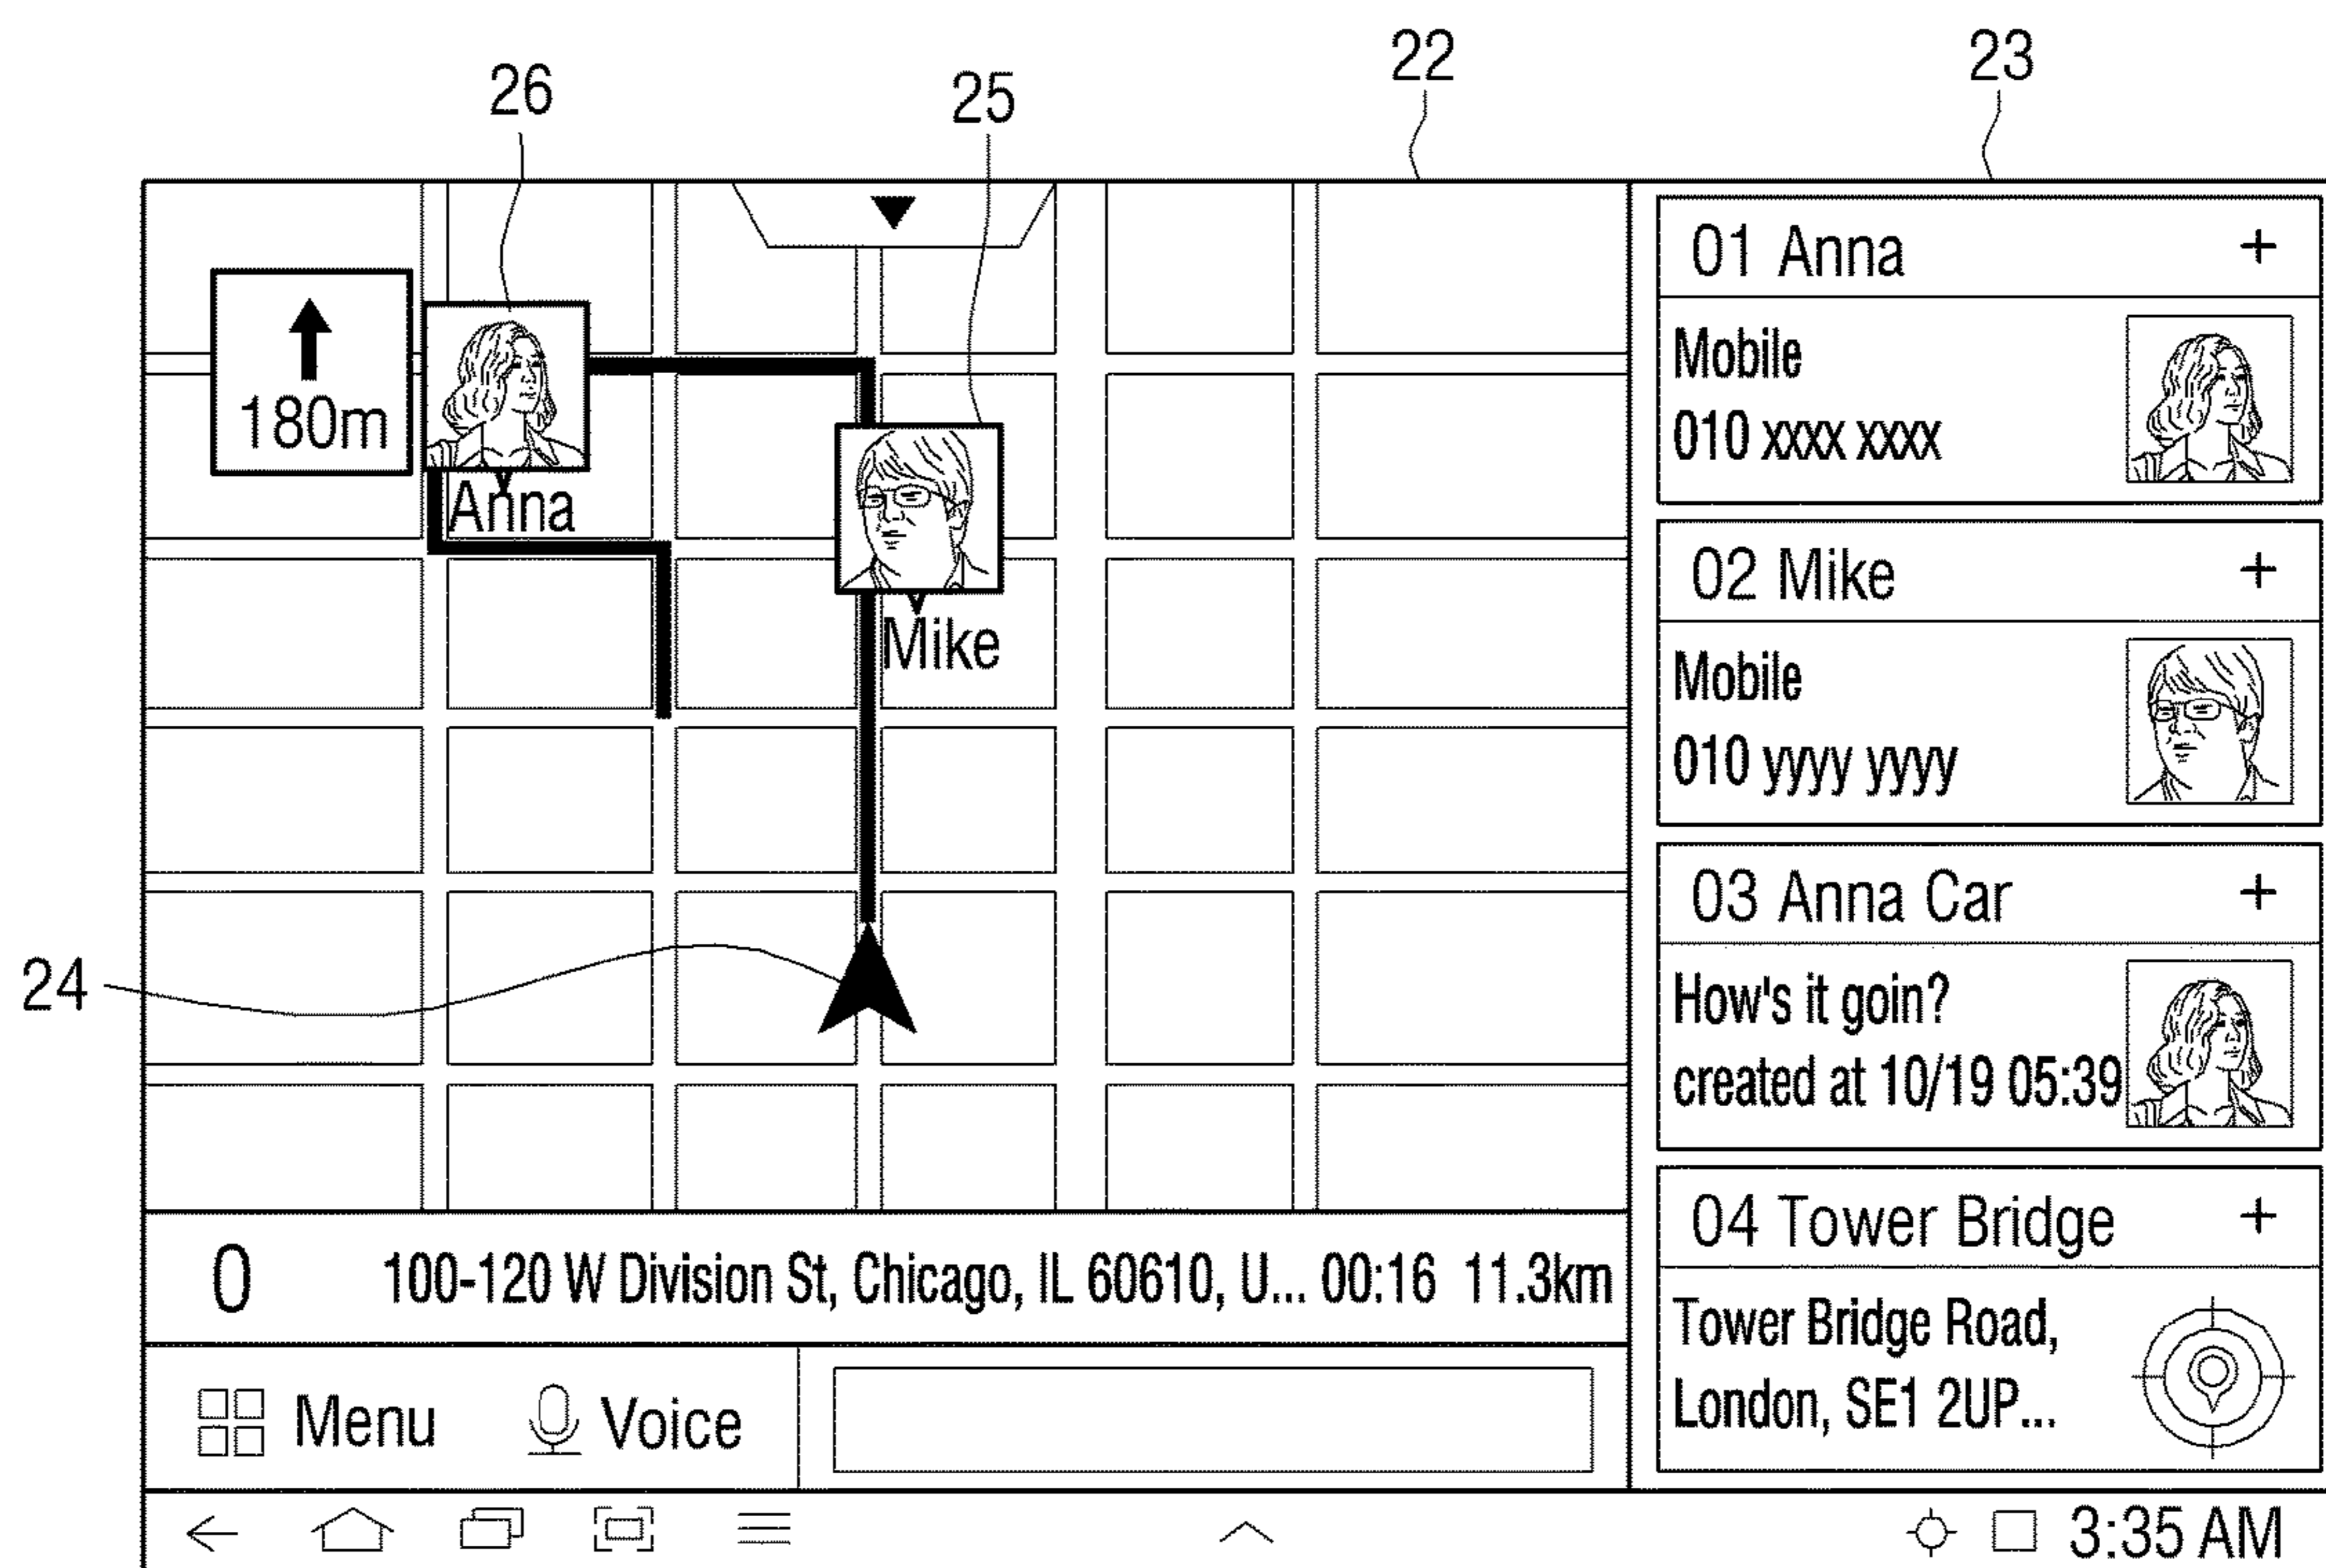 26
25
22
23
180m
Anna
Mike
24
0 100-120 W Division St, Chicago, IL 60610, U... 00:16 11.3km
Menu Voice
01 Anna +
Mobile
010 xxxx xxxx
02 Mike +
Mobile
010 yyyy yyyy
03 Anna Car +
How's it goin?
created at 10/19 05:39
04 Tower Bridge +
Tower Bridge Road,
London, SE1 2UP...
3:35 AM